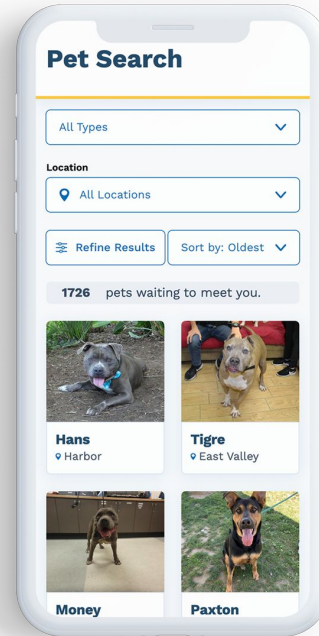 Pet Search
All Types
Location
All Locations
Refine Results
Sort by: Oldest
1726 pets waiting to meet you.
Hans
Harbor
Tigre
East Valley
Money
Paxton